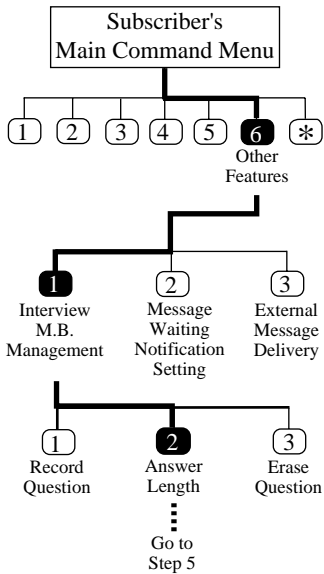 Subscriber's
Main Command Menu
1 2 3 4 5 6 *
Other
Features
1 2 3
Interview
M.B.
Management
Message
Waiting
Notification
Setting
External
Message
Delivery
1 2 3
Record
Question
Answer
Length
Erase
Question
Go to
Step 5